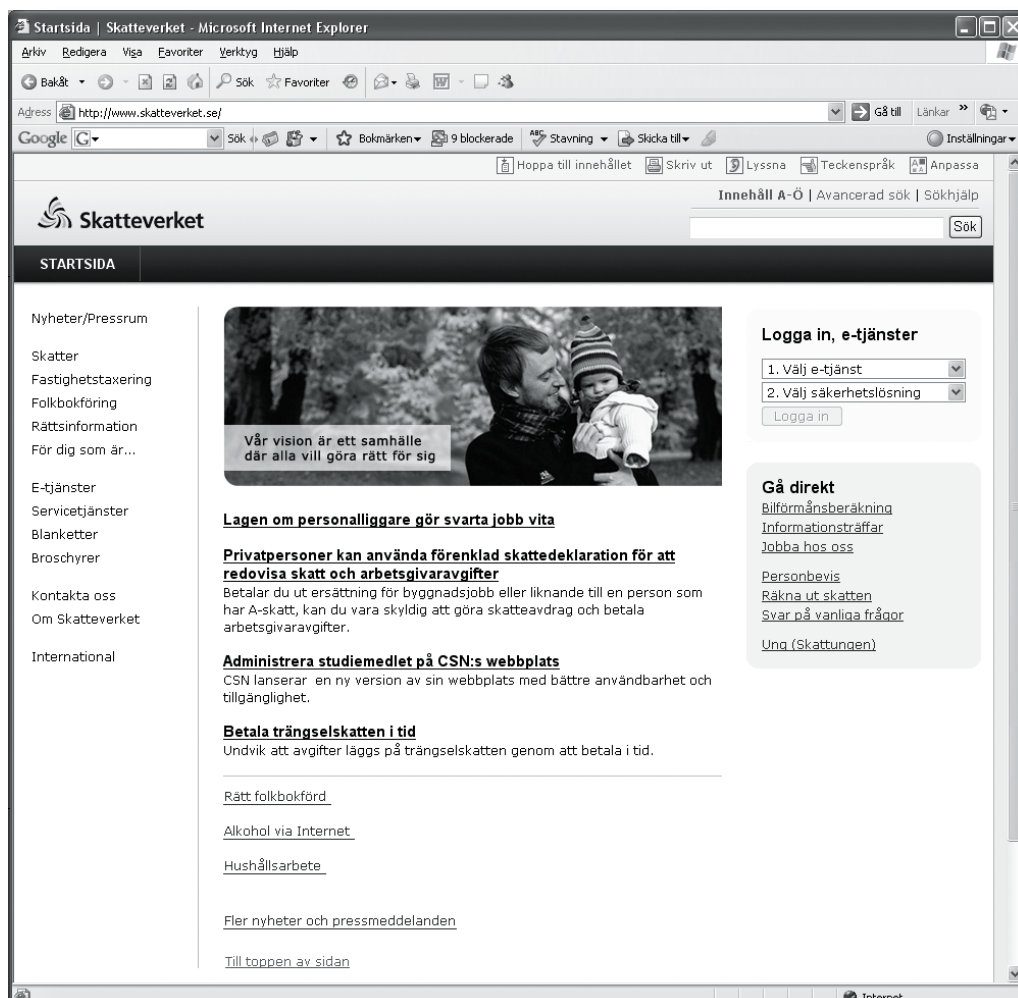 Startsida | Skatteverket - Microsoft Internet Explorer
Arkiv Redigera Visa Favoriter Verktyg Hjälp
Bakåt Sök Favoriter
Adress http://www.skatteverket.se/ Gå till Länkar »
Google G Sök Bokmärken 9 blockerade ABC Stavning Skicka till Inställningar
Hoppa till innehållet Skriv ut Lyssna Teckenspråk Anpassa
Innehåll A-Ö | Avancerad sök | Sökhjälp
Skatteverket
Sök
STARTSIDA
Nyheter/Pressrum
Skatter
Fastighetstaxering
Folkbokföring
Rättsinformation
För dig som är...
E-tjänster
Servicetjänster
Blanketter
Broschyrer
Kontakta oss
Om Skatteverket
International
Vår vision är ett samhälle
där alla vill göra rätt för sig
Lagen om personalliggare gör svarta jobb vita
Privatpersoner kan använda förenklad skattedeklaration för att
redovisa skatt och arbetsgivaravgifter
Betalar du ut ersättning för byggnadsjobb eller liknande till en person som
har A-skatt, kan du vara skyldig att göra skatteavdrag och betala
arbetsgivaravgifter.
Administrera studiemedlet på CSN:s webbplats
CSN lanserar en ny version av sin webbplats med bättre användbarhet och
tillgänglighet.
Betala trängselskatten i tid
Undvik att avgifter läggs på trängselskatten genom att betala i tid.
Rätt folkbokförd
Alkohol via Internet
Hushållsarbete
Fler nyheter och pressmeddelanden
Till toppen av sidan
Logga in, e-tjänster
1. Välj e-tjänst
2. Välj säkerhetslösning
Logga in
Gå direkt
Bilförmånsberäkning
Informationsträffar
Jobba hos oss
Personbevis
Räkna ut skatten
Svar på vanliga frågor
Ung (Skattungen)
Internet